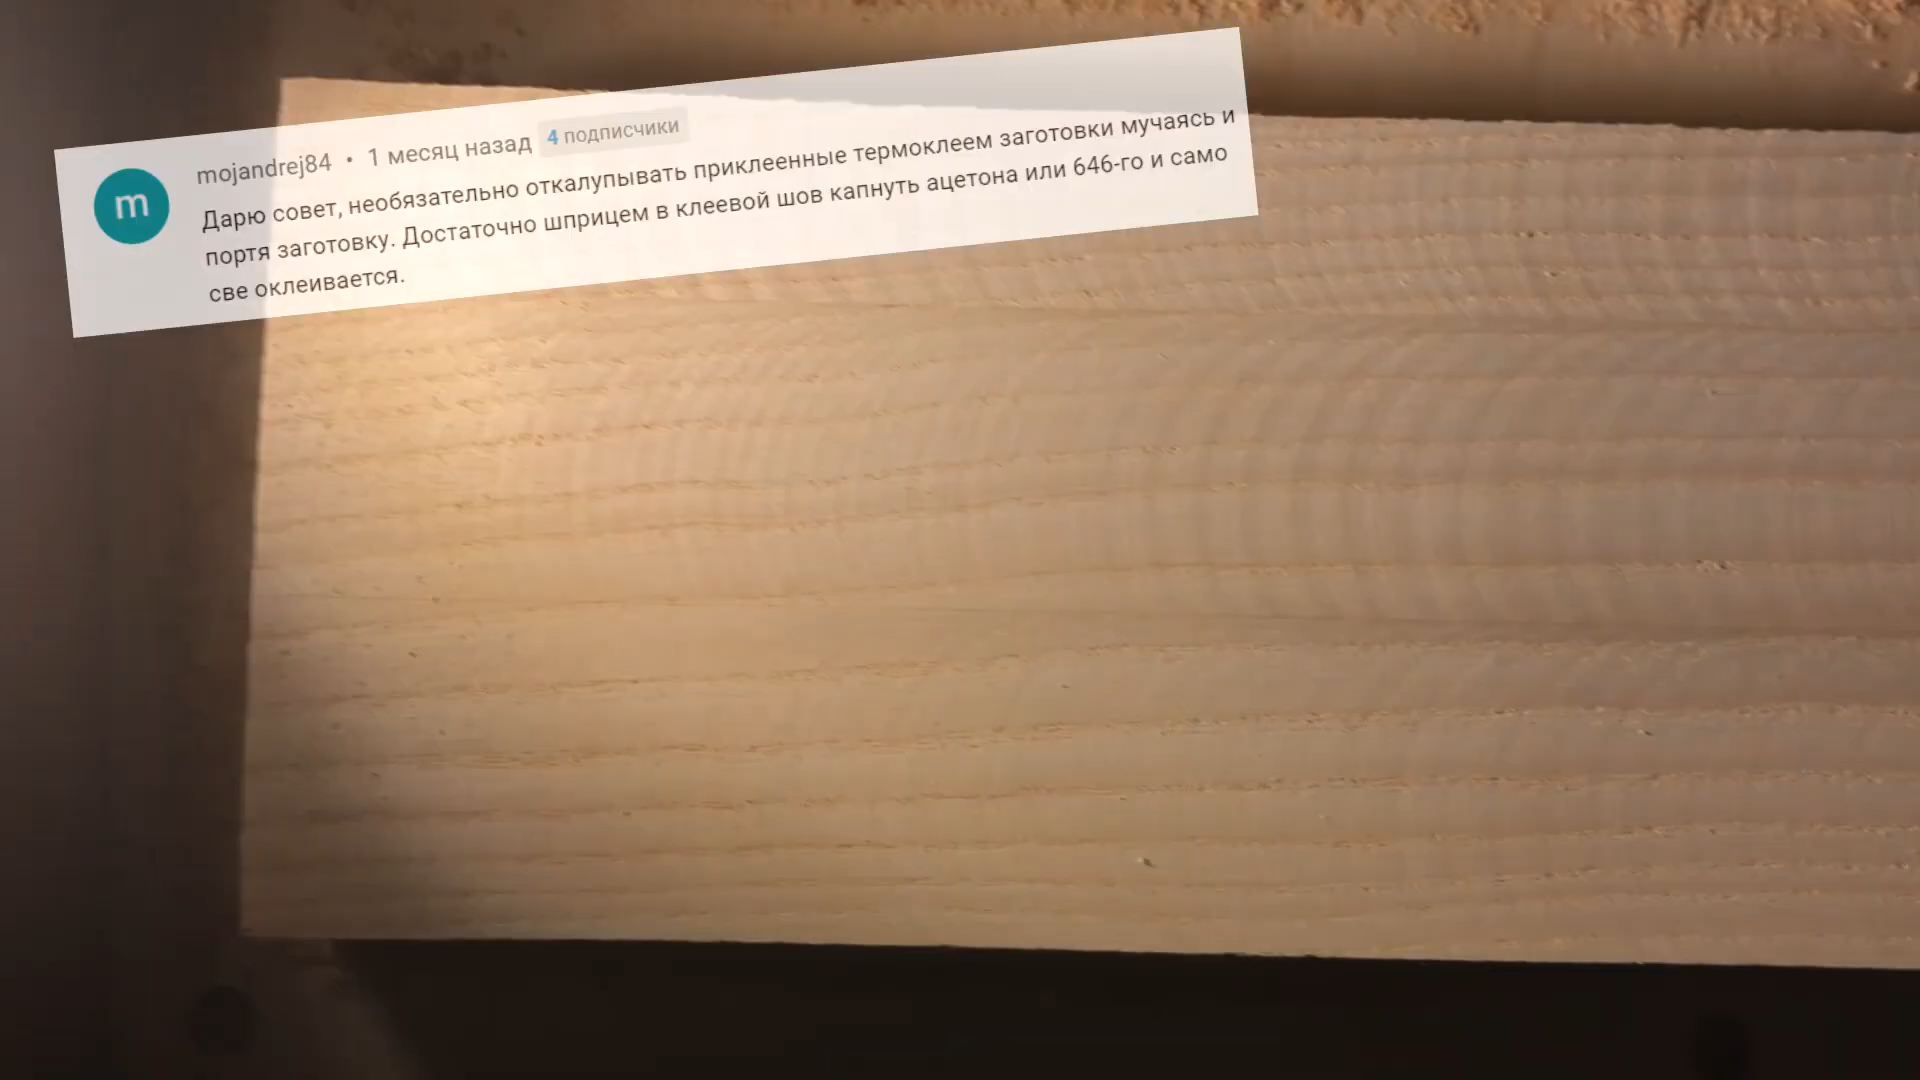 m
mojandrej84 • 1 месяц назад 4 подписчики
Дарю совет, необязательно откалупывать приклеенные термоклеем заготовки мучаясь и
портя заготовку. Достаточно шприцем в клеевой шов капнуть ацетона или 646-го и само
све оклеивается.